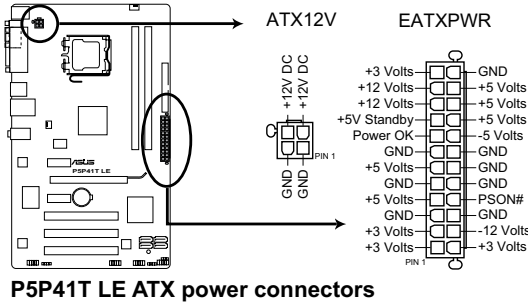 ATX12V
EATXPWR
+12V DC
+12V DC
GND
GND
PIN 1
+3 Volts GND
+12 Volts +5 Volts
+12 Volts +5 Volts
+5V Standby +5 Volts
Power OK -5 Volts
GND GND
+5 Volts GND
GND GND
+5 Volts PSON#
GND GND
+3 Volts -12 Volts
+3 Volts +3 Volts
PIN 1
ASUS
P5P41T LE
P5P41T LE ATX power connectors